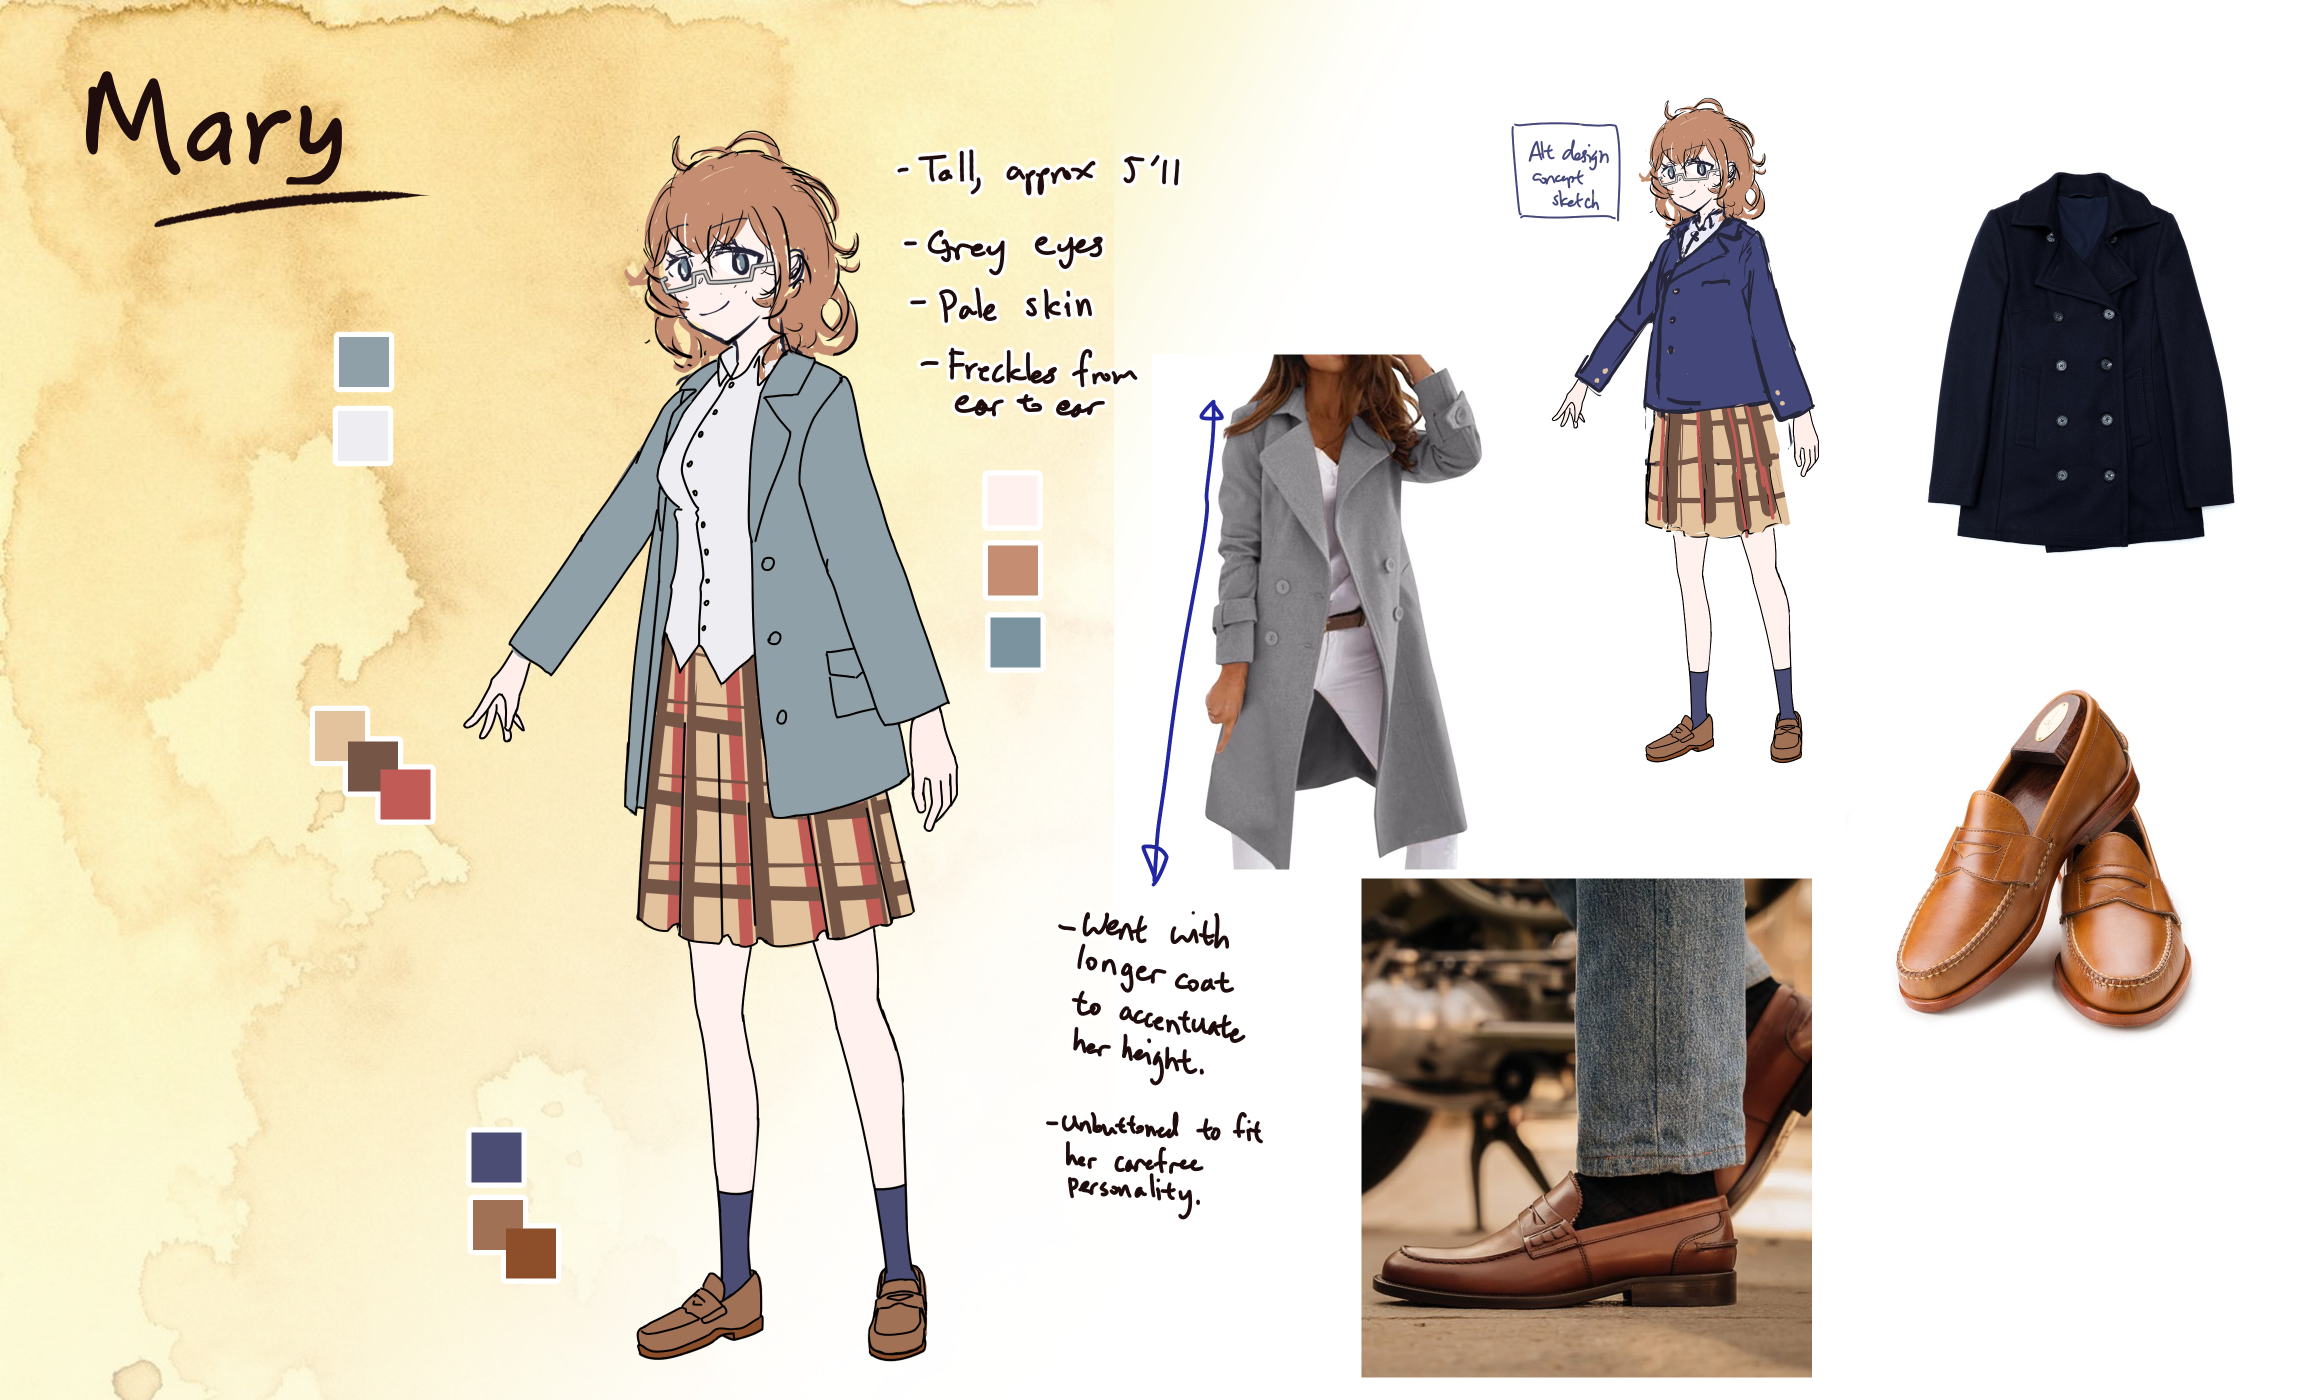 Mary
- Tall, approx 5'11
- Grey eyes
- Pale skin
- Freckles from
ear to ear
Alt design
concept
sketch
- Went with
longer coat
to accentuate
her height.
- Unbuttoned to fit
her carefree
personality.